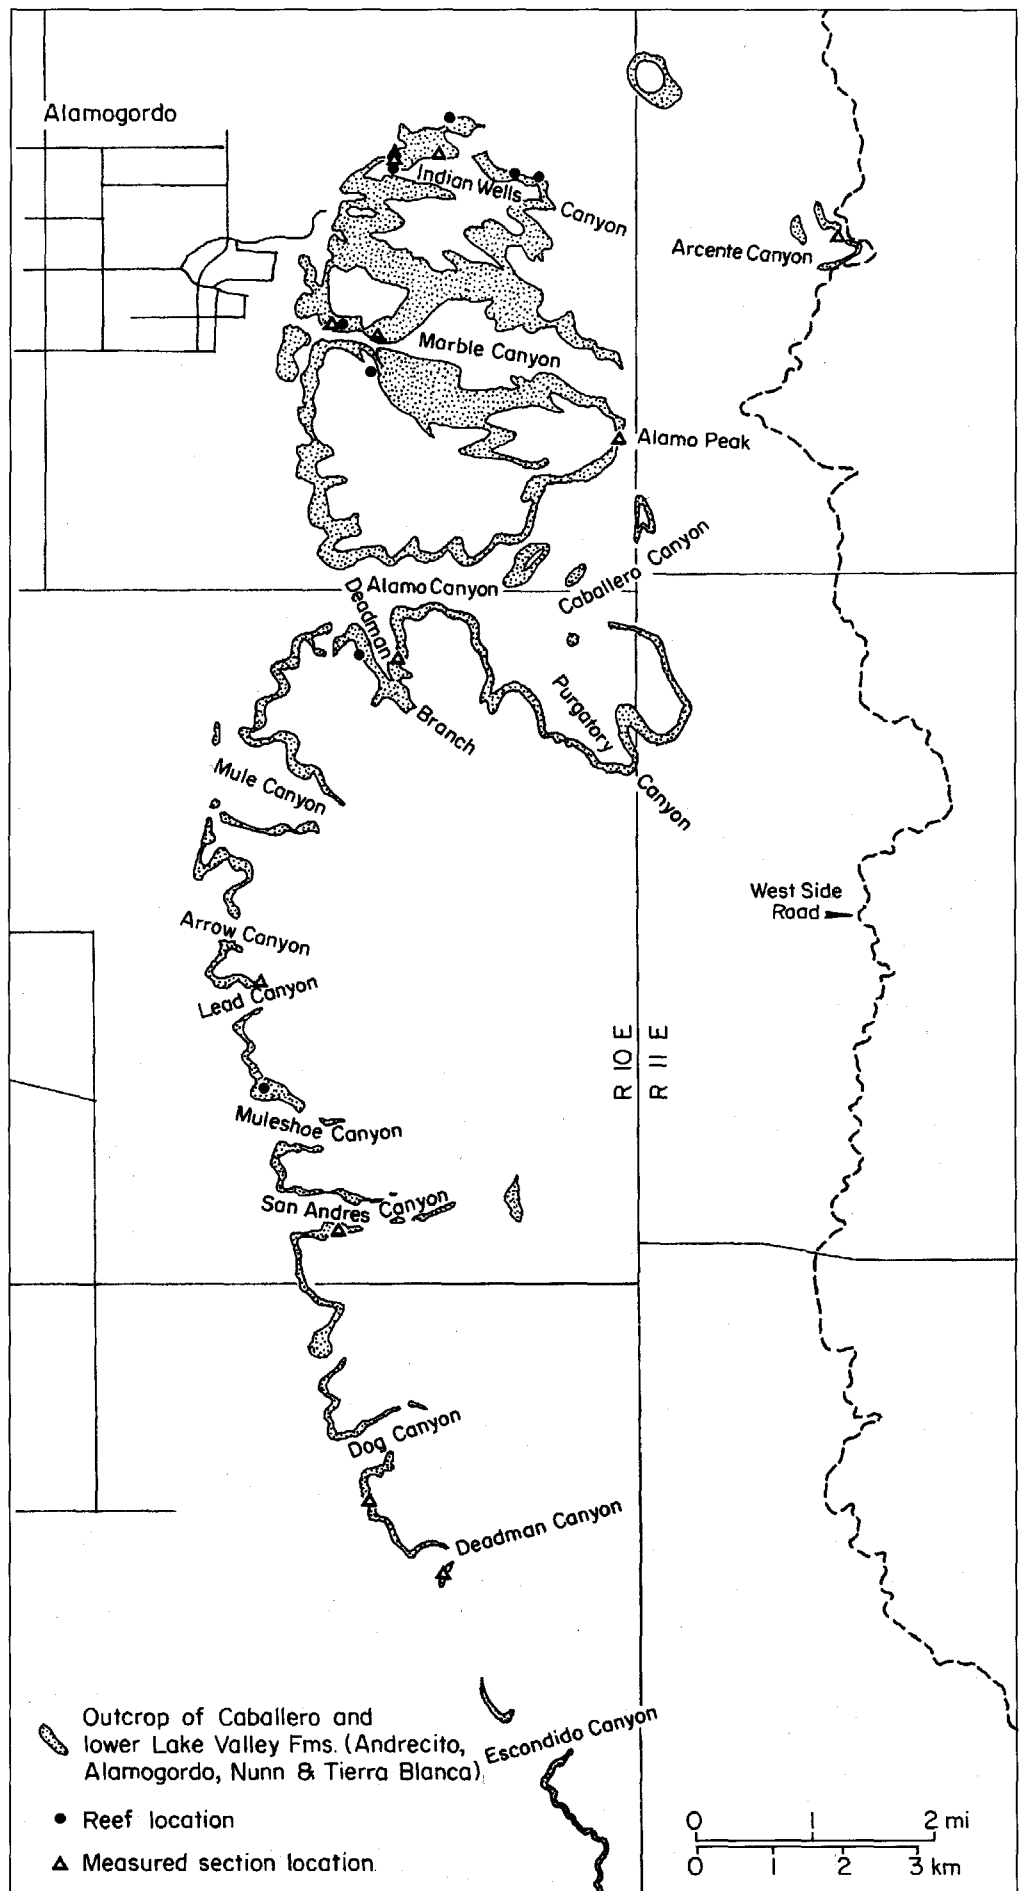 Alamogordo
Indian Wells
Canyon
Arcente Canyon
Marble Canyon
Alamo Peak
Caballero Canyon
Alamo Canyon
Deadman
Branch
Purgatory
Canyon
Mule Canyon
West Side
Road
Arrow Canyon
Lead Canyon
R 10 E
R 11 E
Muleshoe Canyon
San Andres Canyon
Dog Canyon
Deadman Canyon
Escondido Canyon
Outcrop of Caballero and
lower Lake Valley Fms. (Andrecito,
Alamogordo, Nunn & Tierra Blanca)
Reef location
Measured section location
0 1 2 mi
0 1 2 3 km